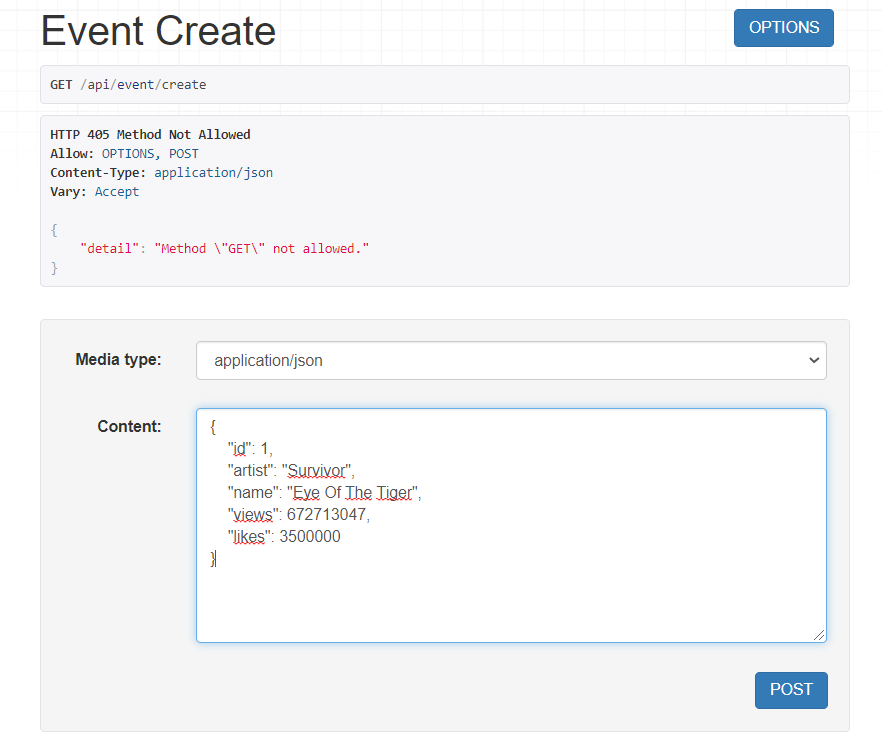 Event Create
OPTIONS
GET /api/event/create
HTTP 405 Method Not Allowed
Allow: OPTIONS, POST
Content-Type: application/json
Vary: Accept
{
"detail": "Method \"GET\" not allowed."
}
Media type:
application/json
Content:
{
"id": 1,
"artist": "Survivor",
"name": "Eye Of The Tiger",
"views": 672713047,
"likes": 3500000
}
POST